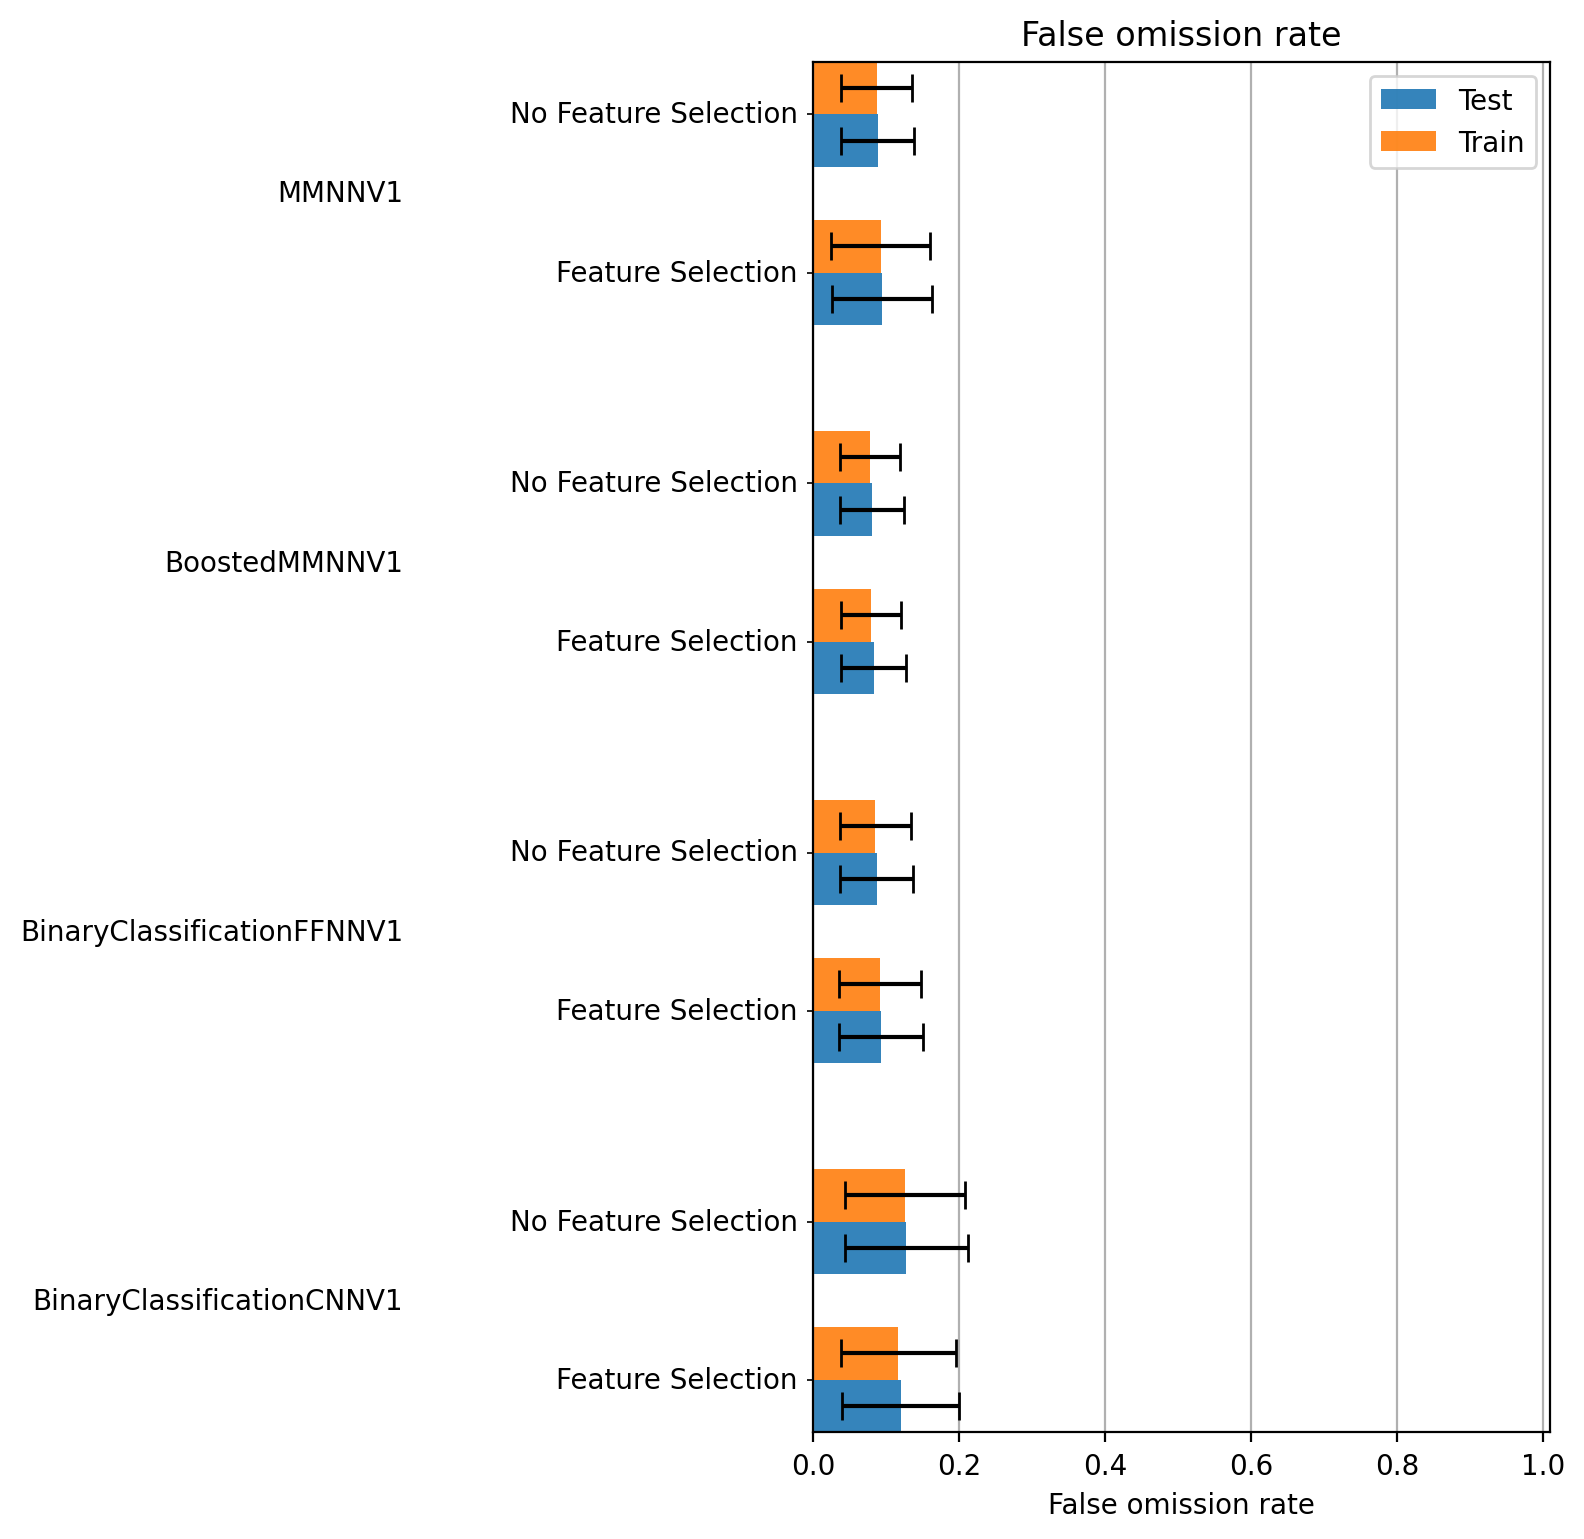 False omission rate
Test
Train
No Feature Selection
MMNNV1
Feature Selection
No Feature Selection
BoostedMMNNV1
Feature Selection
No Feature Selection
BinaryClassificationFFNNV1
Feature Selection
No Feature Selection
BinaryClassificationCNNV1
Feature Selection
0.0 0.2 0.4 0.6 0.8 1.0
False omission rate